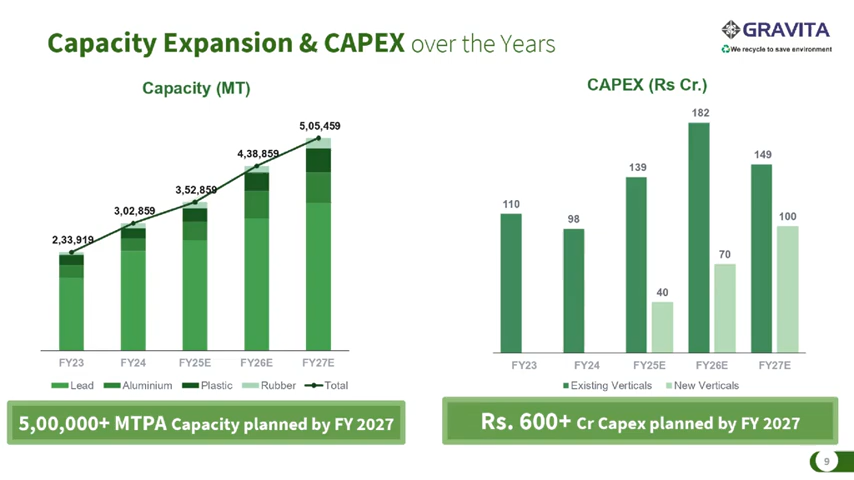 Capacity Expansion & CAPEX over the Years
GRAVITA
We recycle to save environment
Capacity (MT)
5,05,459
4,38,859
3,52,859
3,02,859
2,33,919
FY23 FY24 FY25E FY26E FY27E
Lead Aluminium Plastic Rubber Total
5,00,000+ MTPA Capacity planned by FY 2027
CAPEX (Rs Cr.)
182
149
139
110
98
100
70
40
FY23 FY24 FY25E FY26E FY27E
Existing Verticals New Verticals
Rs. 600+ Cr Capex planned by FY 2027
9